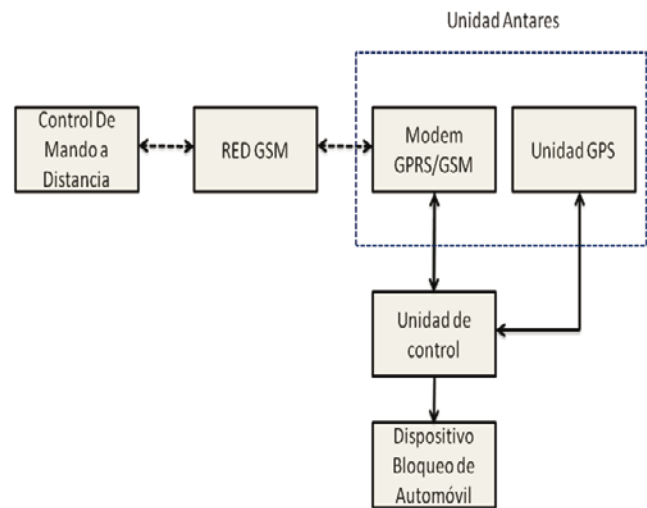 Unidad Antares
Control De
Mando a
Distancia
RED GSM
Modem
GPRS/GSM
Unidad GPS
Unidad de
control
Dispositivo
Bloqueo de
Automóvil